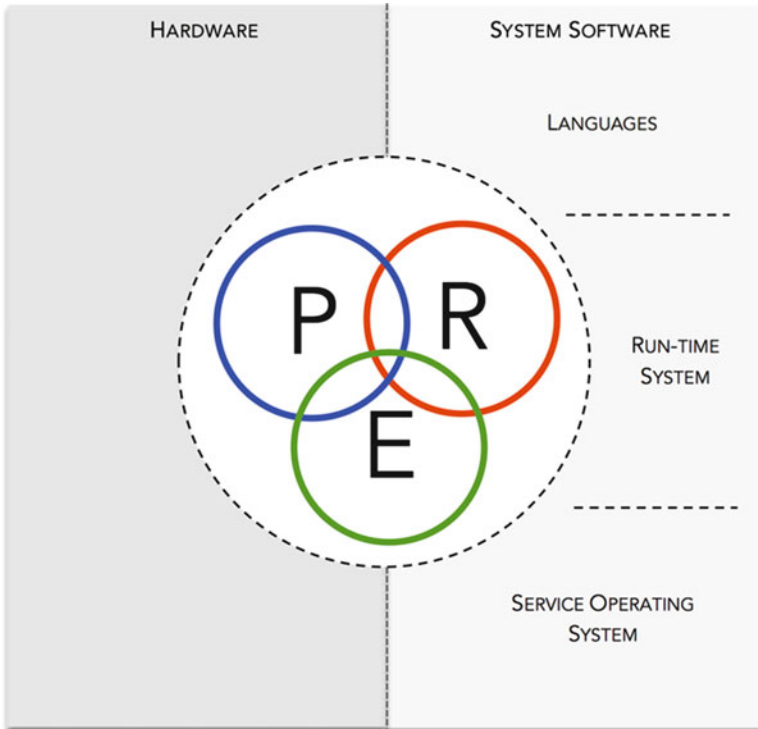 HARDWARE
SYSTEM SOFTWARE
LANGUAGES
P
R
E
RUN-TIME
SYSTEM
SERVICE OPERATING
SYSTEM